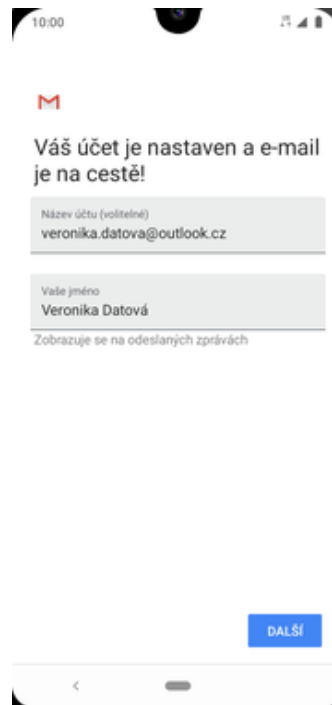 10:00
Váš účet je nastaven a e-mail
je na cestě!
Název účtu (volitelné)
veronika.datova@outlook.cz
Vaše jméno
Veronika Datová
Zobrazuje se na odeslaných zprávách
DALŠÍ